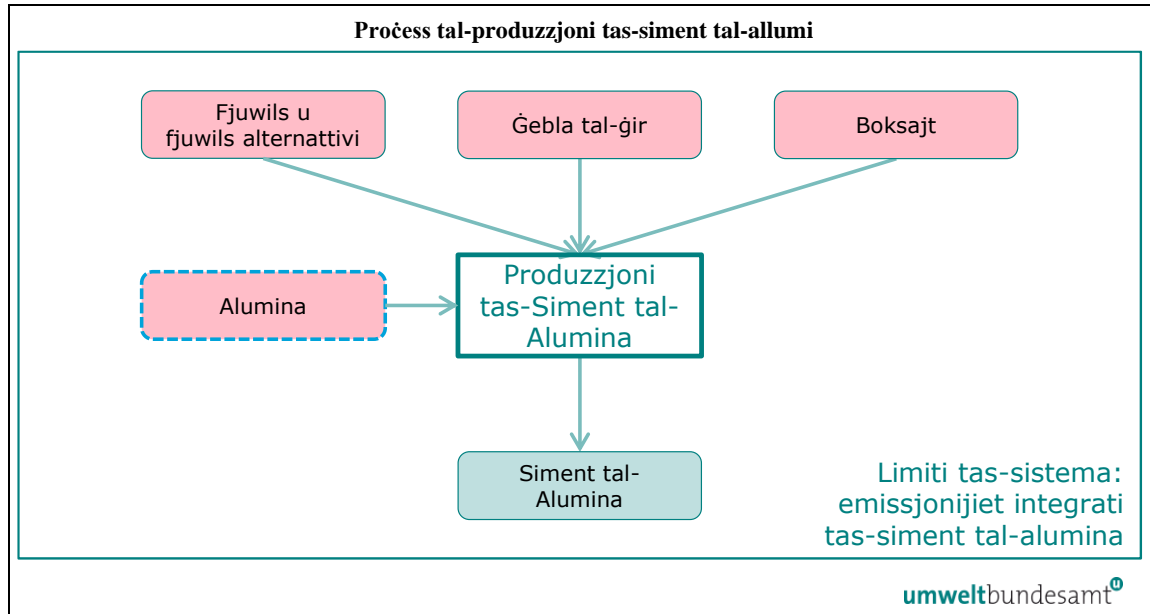 Proċess tal-produzzjoni tas-siment tal-allumi
Fjuwils u
fjuwils alternattivi
Ġebla tal-ġir
Boksajt
Alumina
Produzzjoni
tas-Siment tal-
Alumina
Siment tal-
Alumina
Limiti tas-sistema:
emissjonijiet integrati
tas-siment tal-alumina
umweltbundesamt